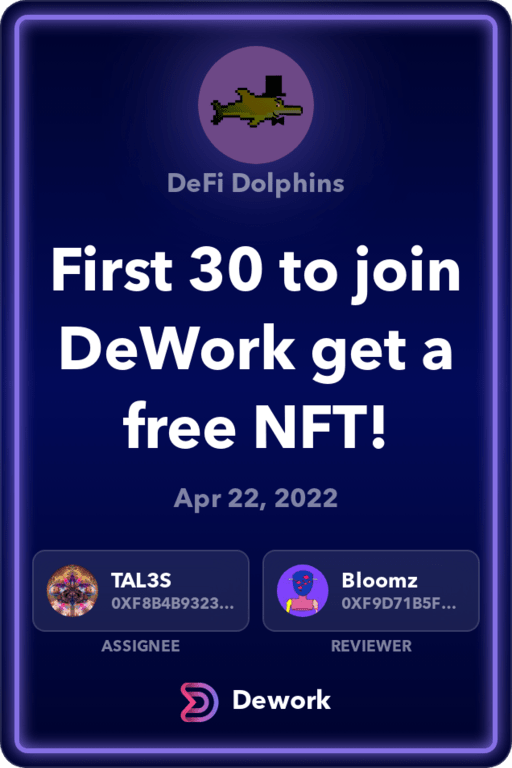 DeFi Dolphins
First 30 to join
DeWork get a
free NFT!
Apr 22, 2022
TAL3S
0XF8B4B9323...
Bloomz
0XF9D71B5F...
ASSIGNEE
REVIEWER
Dework